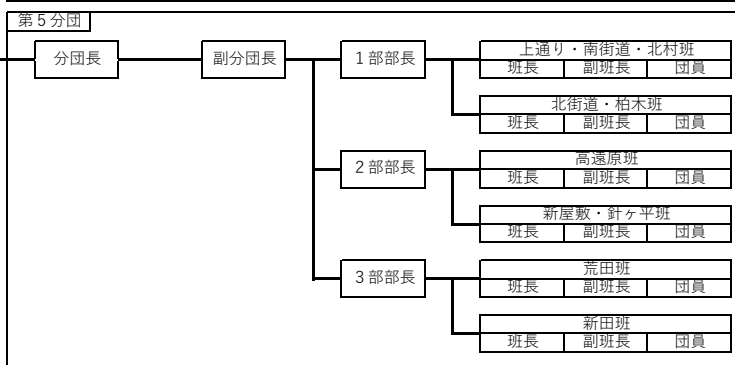 第5分団
分団長 副分団長 1部部長 上通り・南街道・北村班
班長 副班長 団員
北街道・柏木班
班長 副班長 団員
2部部長 高遠原班
班長 副班長 団員
新屋敷・針ヶ平班
班長 副班長 団員
3部部長 荒田班
班長 副班長 団員
新田班
班長 副班長 団員